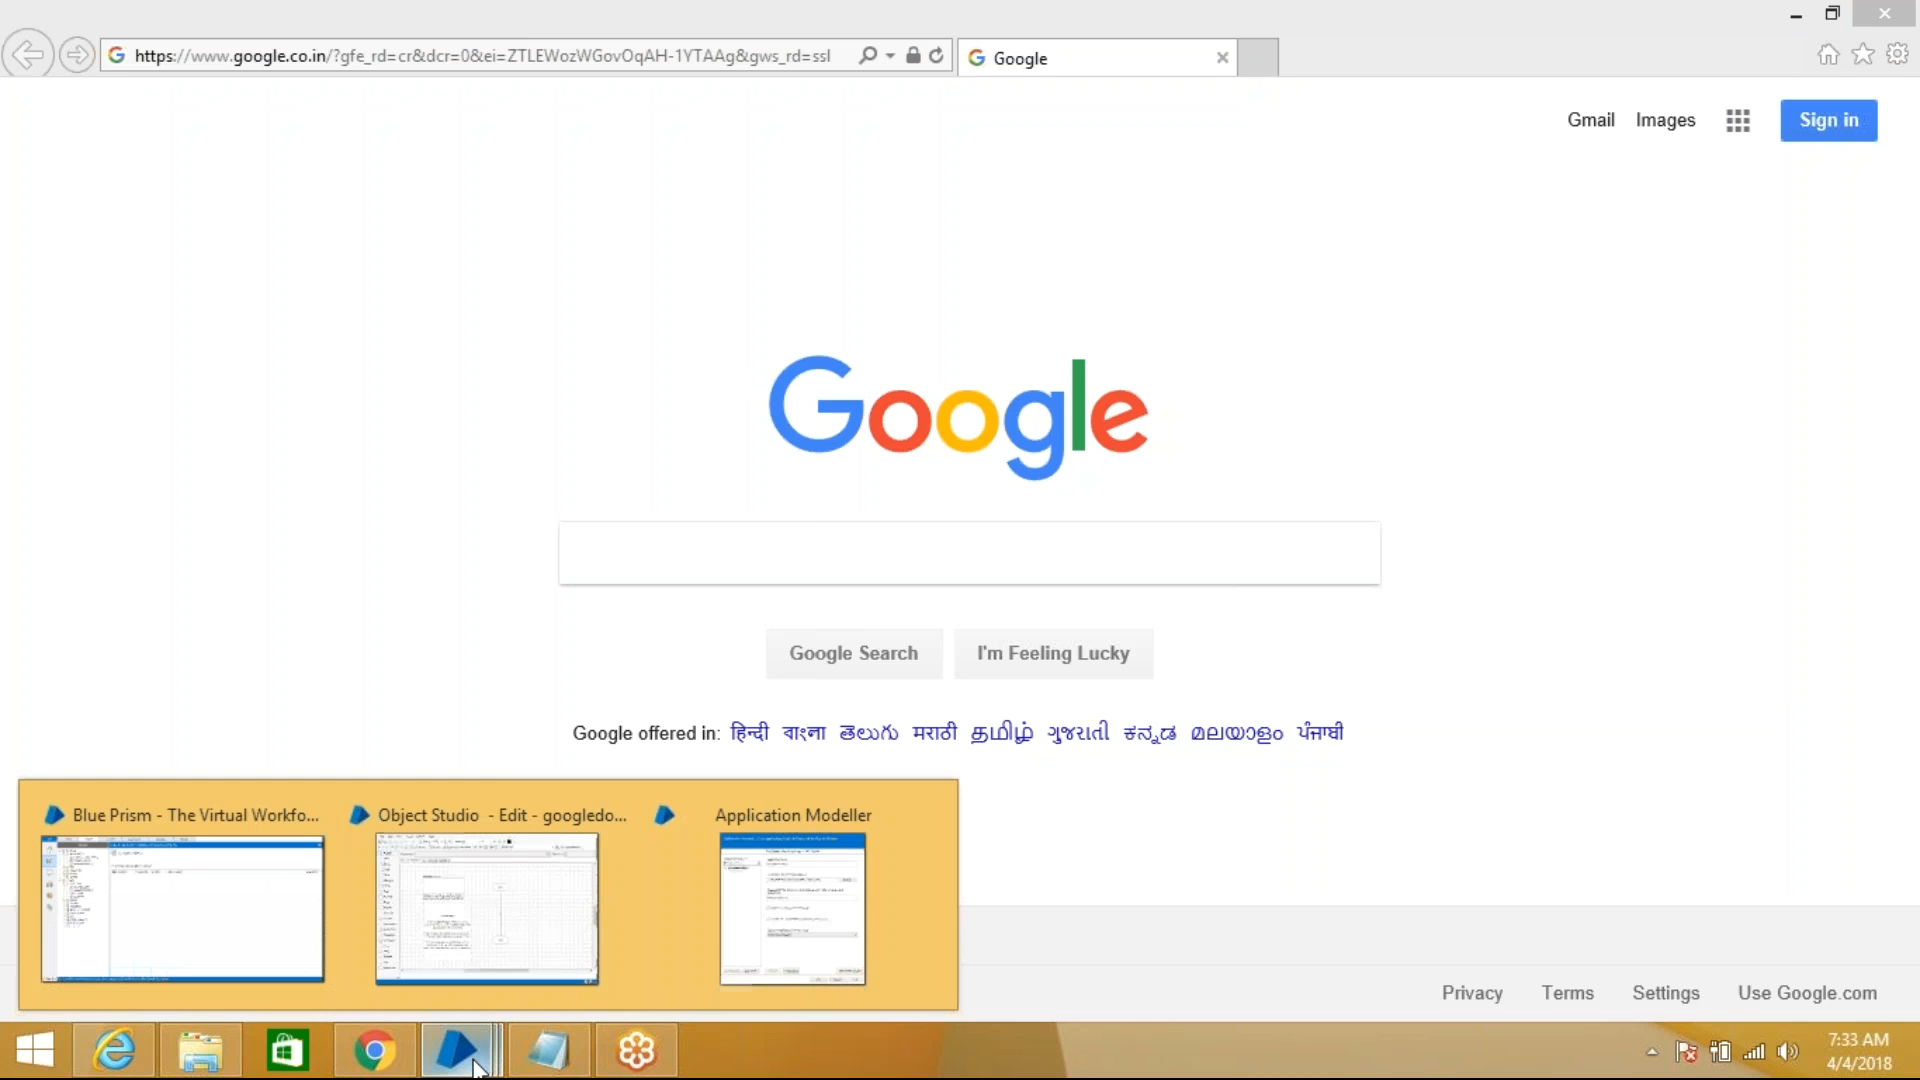 https://www.google.co.in/?gfe_rd=cr&dcr=0&ei=ZTLEWozWGovOqAH-1YTAAg&gws_rd=ssl
Google
Gmail Images Sign in
Google
Google Search I'm Feeling Lucky
Google offered in: हिन्दी বাংলা తెలుగు मराठी தமிழ் ગુજરાતી ಕನ್ನಡ മലയാളം ਪੰਜਾਬੀ
Blue Prism - The Virtual Workfo... Object Studio - Edit - googledo... Application Modeller
Privacy Terms Settings Use Google.com
7:33 AM
4/4/2018